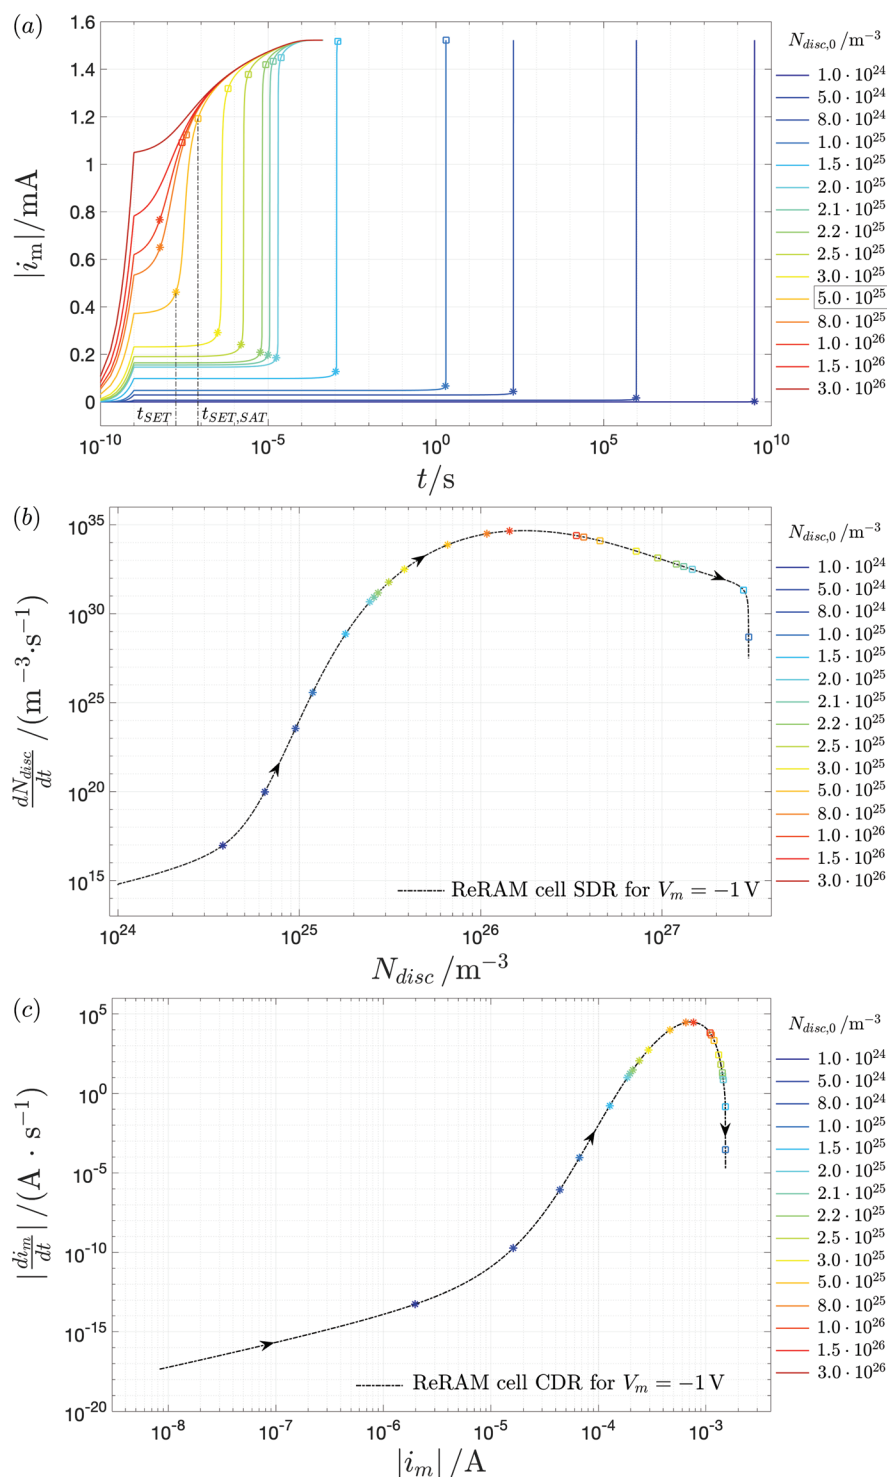 (a)
1.6
1.4
1.2
1
0.8
0.6
0.4
0.2
0
|i_m|/mA
t_SET
t_SET,SAT
10^-10
10^-5
10^0
10^5
10^10
t/s
N_disc,0 /m^-3
1.0 · 10^24
5.0 · 10^24
8.0 · 10^24
1.0 · 10^25
1.5 · 10^25
2.0 · 10^25
2.1 · 10^25
2.2 · 10^25
2.5 · 10^25
3.0 · 10^25
5.0 · 10^25
8.0 · 10^25
1.0 · 10^26
1.5 · 10^26
3.0 · 10^26
(b)
10^35
10^30
10^25
10^20
10^15
dN_disc/dt /(m^-3·s^-1)
ReRAM cell SDR for V_m = −1 V
10^24
10^25
10^26
10^27
N_disc /m^-3
N_disc,0 /m^-3
1.0 · 10^24
5.0 · 10^24
8.0 · 10^24
1.0 · 10^25
1.5 · 10^25
2.0 · 10^25
2.1 · 10^25
2.2 · 10^25
2.5 · 10^25
3.0 · 10^25
5.0 · 10^25
8.0 · 10^25
1.0 · 10^26
1.5 · 10^26
3.0 · 10^26
(c)
10^5
10^0
10^-5
10^-10
10^-15
10^-20
|di_m/dt| /(A · s^-1)
ReRAM cell CDR for V_m = −1 V
10^-8
10^-7
10^-6
10^-5
10^-4
10^-3
|i_m| /A
N_disc,0 /m^-3
1.0 · 10^24
5.0 · 10^24
8.0 · 10^24
1.0 · 10^25
1.5 · 10^25
2.0 · 10^25
2.1 · 10^25
2.2 · 10^25
2.5 · 10^25
3.0 · 10^25
5.0 · 10^25
8.0 · 10^25
1.0 · 10^26
1.5 · 10^26
3.0 · 10^26